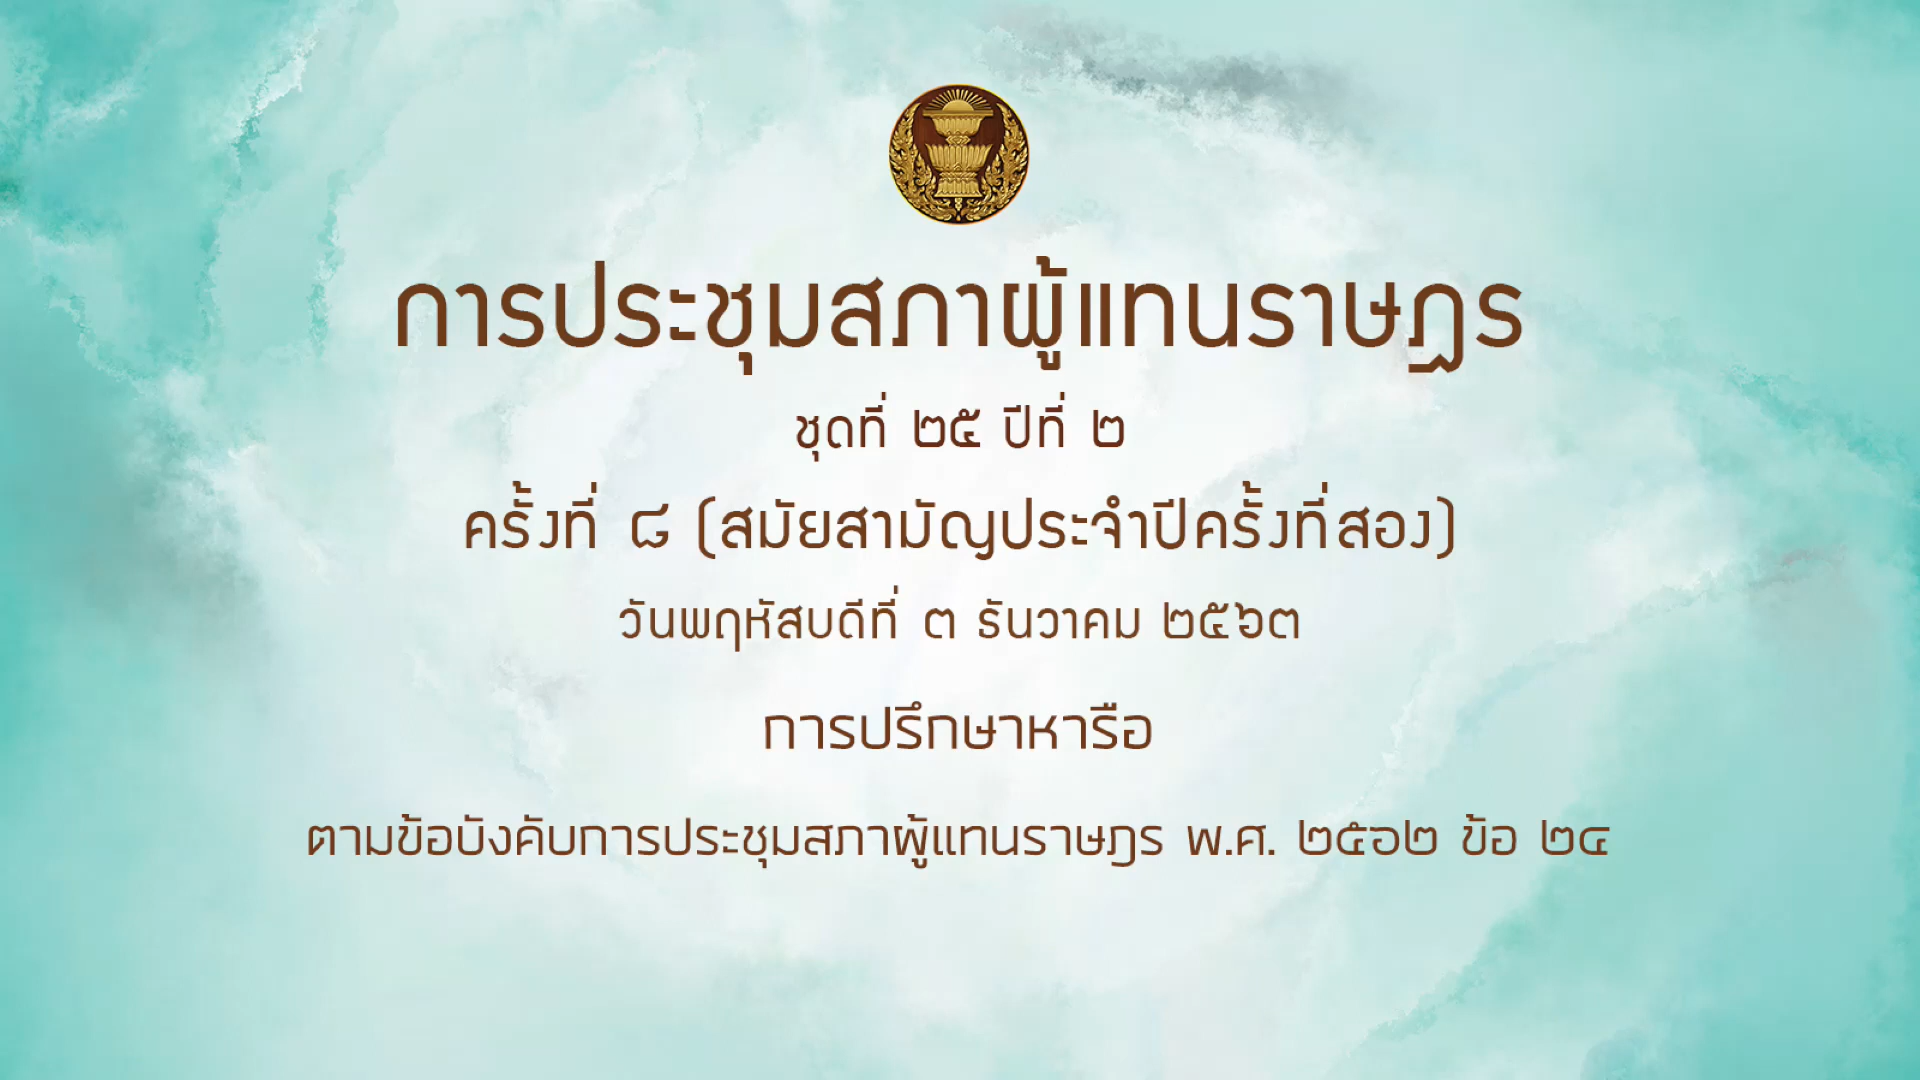 การประชุมสภาผู้แทนราษฎร
ชุดที่ ๒๕ ปีที่ ๒
ครั้งที่ ๘ (สมัยสามัญประจำปีครั้งที่สอง)
วันพฤหัสบดีที่ ๓ ธันวาคม ๒๕๖๓
การปรึกษาหารือ
ตามข้อบังคับการประชุมสภาผู้แทนราษฎร พ.ศ. ๒๕๖๒ ข้อ ๒๔